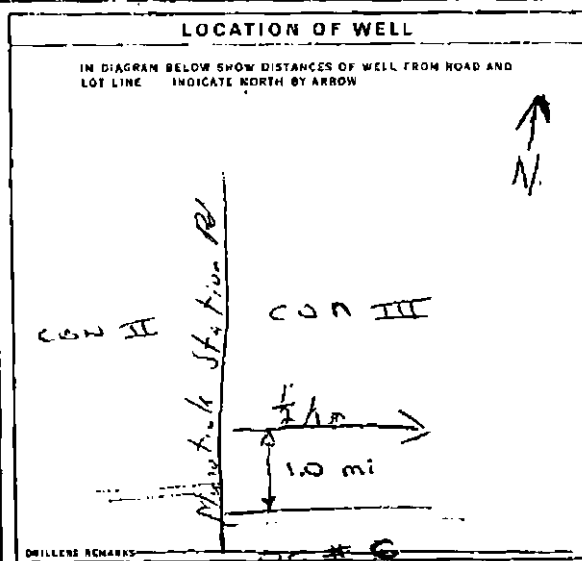 LOCATION OF WELL
IN DIAGRAM BELOW SHOW DISTANCES OF WELL FROM ROAD AND
LOT LINE INDICATE NORTH BY ARROW
N.
Station Rd
CON II
CON III
1.0 mi
DRILLERS REMARKS
# 6